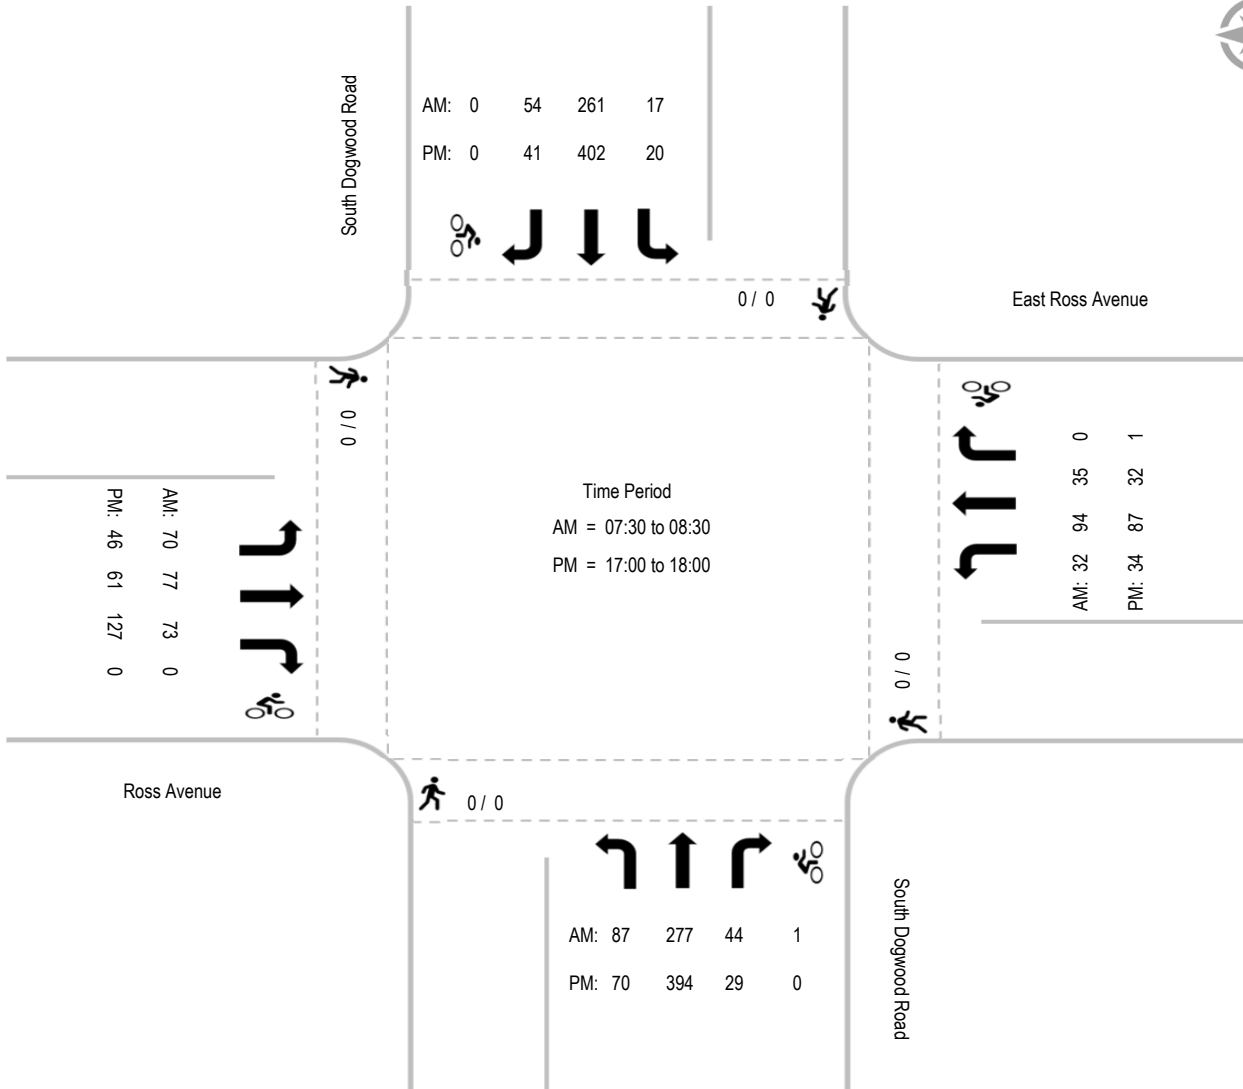 South Dogwood Road
AM: 0 54 261 17
PM: 0 41 402 20
0 / 0
East Ross Avenue
0 / 0
AM: 70 77 73 0
PM: 46 61 127 0
Time Period
AM = 07:30 to 08:30
PM = 17:00 to 18:00
AM: 32 94 35 0
PM: 34 87 32 1
0 / 0
Ross Avenue
0 / 0
AM: 87 277 44 1
PM: 70 394 29 0
South Dogwood Road